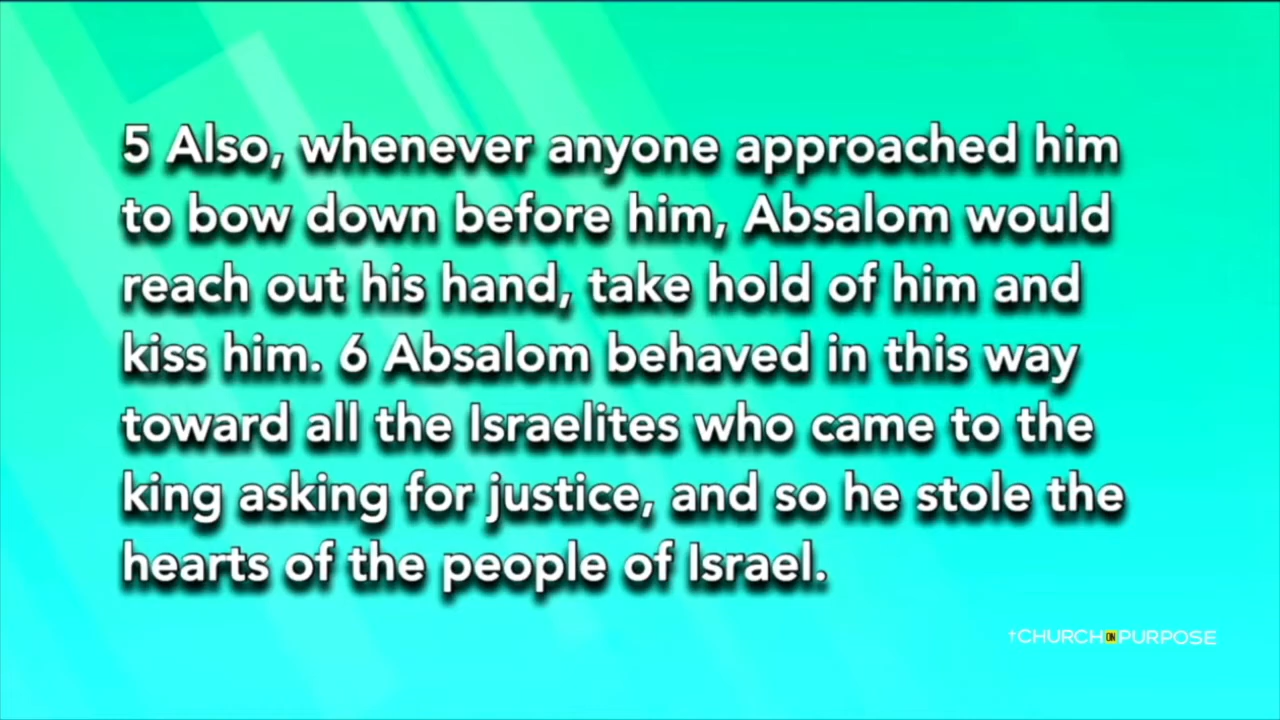 5 Also, whenever anyone approached him
to bow down before him, Absalom would
reach out his hand, take hold of him and
kiss him. 6 Absalom behaved in this way
toward all the Israelites who came to the
king asking for justice, and so he stole the
hearts of the people of Israel.
†CHURCH ON PURPOSE